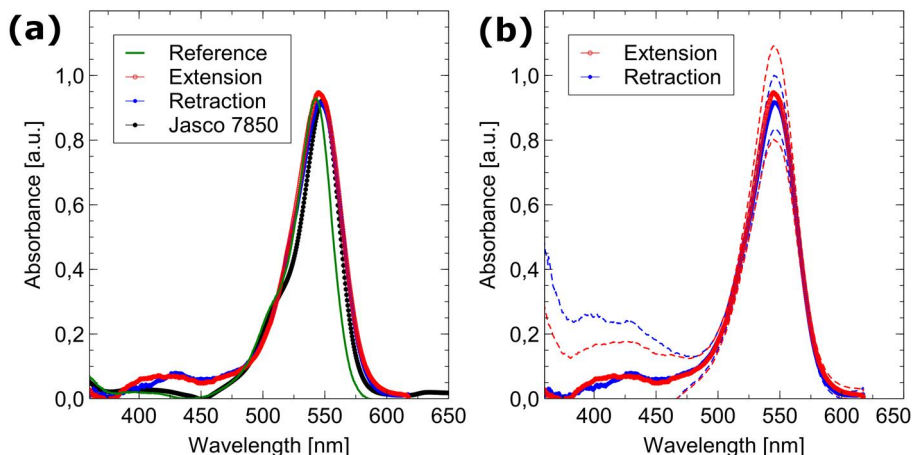 (a)
Reference
Extension
Retraction
Jasco 7850
Absorbance [a.u.]
1,0
0,8
0,6
0,4
0,2
0,0
400 450 500 550 600 650
Wavelength [nm]
(b)
Extension
Retraction
Absorbance [a.u.]
1,0
0,8
0,6
0,4
0,2
0,0
400 450 500 550 600 650
Wavelength [nm]